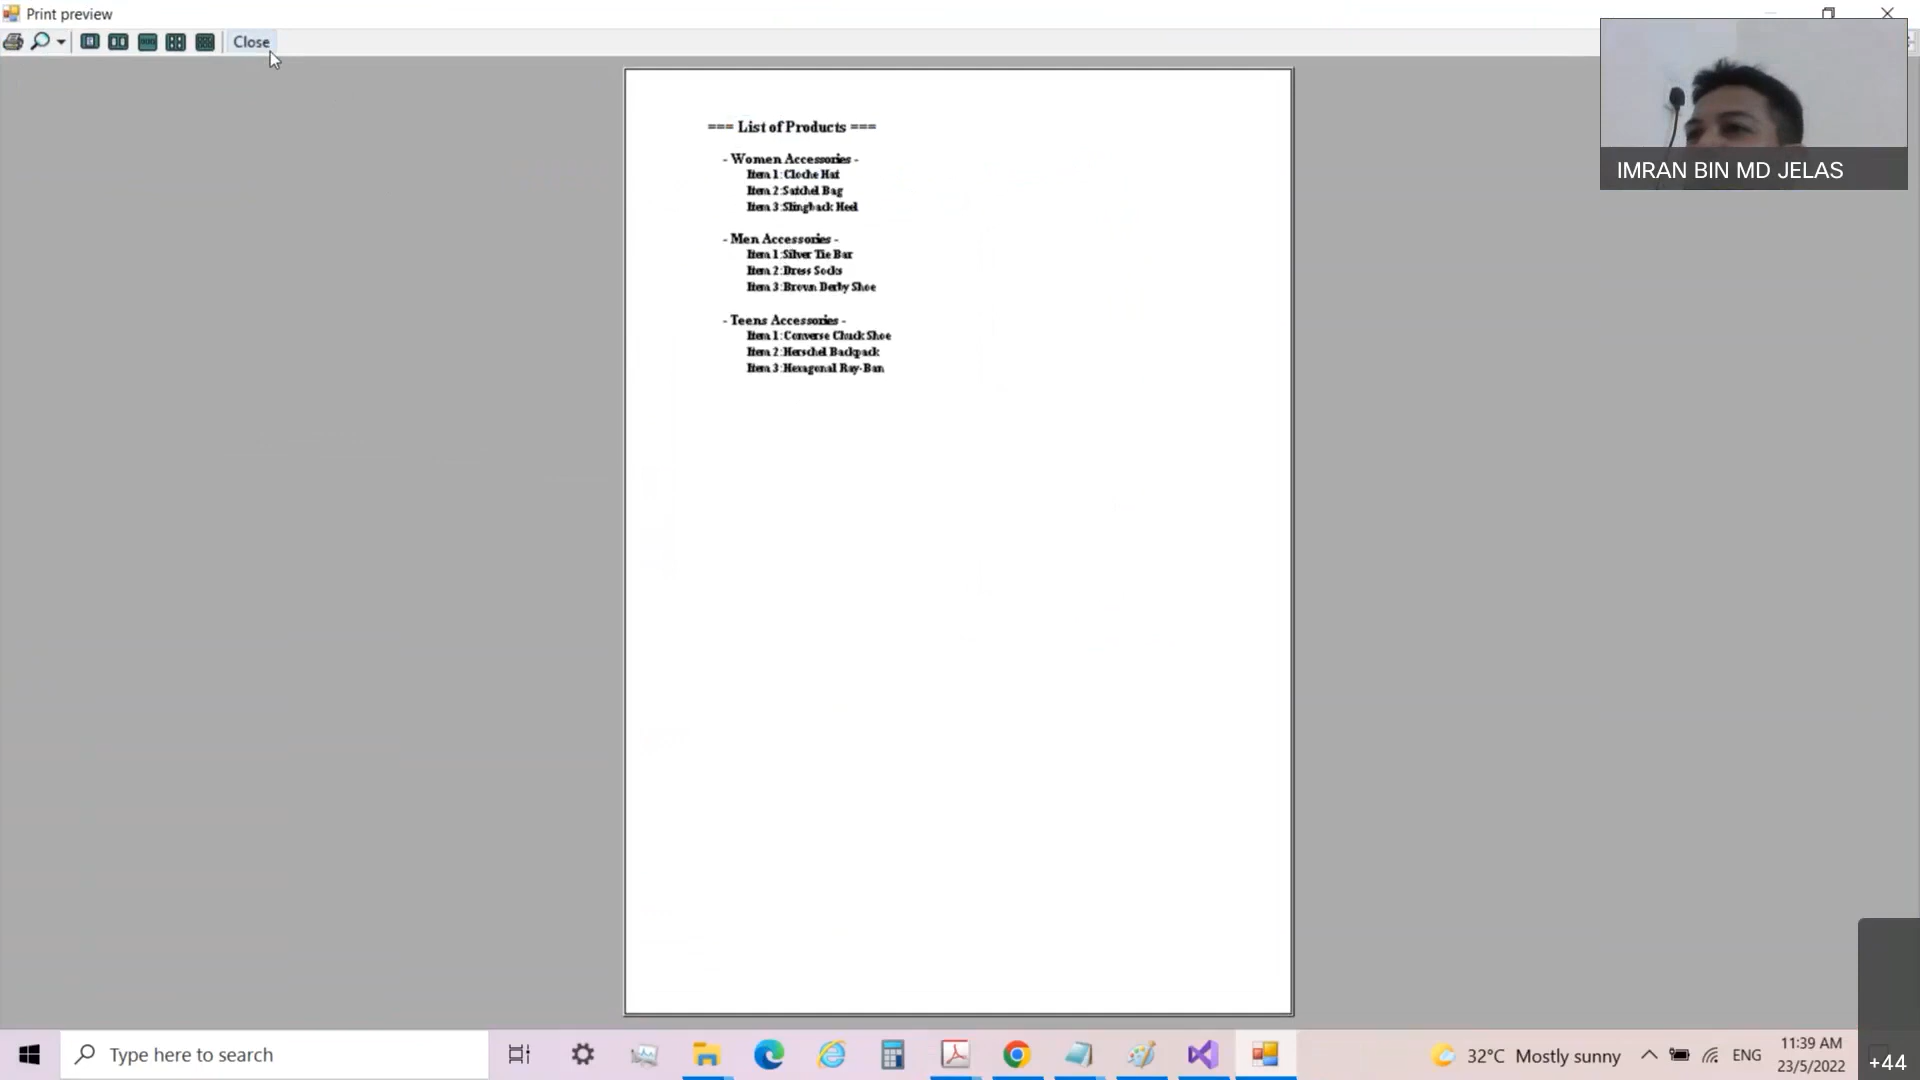 Print preview
Close
IMRAN BIN MD JELAS
=== List of Products ===
- Women Accessories -
Item 1: Cloche Hat
Item 2: Satchel Bag
Item 3: Slingback Heel
- Men Accessories -
Item 1: Silver Tie Bar
Item 2: Dress Socks
Item 3: Brown Derby Shoe
- Teens Accessories -
Item 1: Converse Chuck Shoe
Item 2: Herschel Backpack
Item 3: Hexagonal Ray-Ban
Type here to search
32°C Mostly sunny
ENG
11:39 AM
23/5/2022
+44